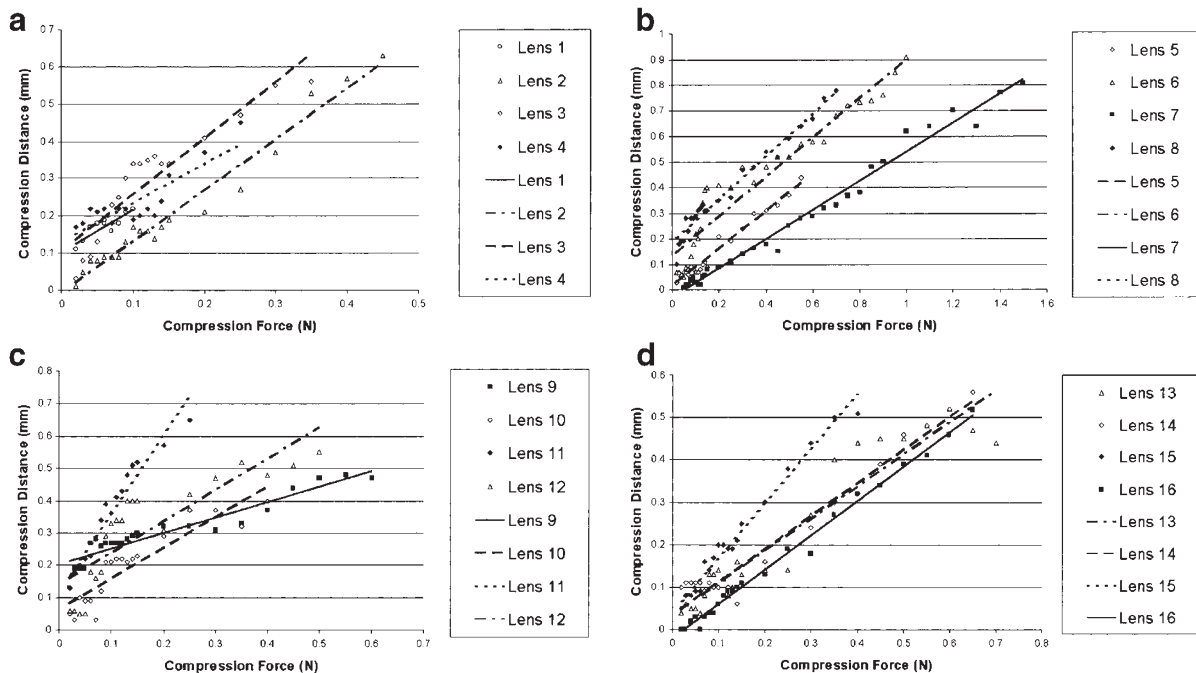 a
0.7
0.6
0.5
0.4
0.3
0.2
0.1
0
0
0.1
0.2
0.3
0.4
0.5
Compression Distance (mm)
Compression Force (N)
Lens 1
Lens 2
Lens 3
Lens 4
Lens 1
Lens 2
Lens 3
Lens 4
b
1
0.9
0.8
0.7
0.6
0.5
0.4
0.3
0.2
0.1
0
0
0.2
0.4
0.6
0.8
1
1.2
1.4
1.6
Compression Distance (mm)
Compression Force (N)
Lens 5
Lens 6
Lens 7
Lens 8
Lens 5
Lens 6
Lens 7
Lens 8
c
0.8
0.7
0.6
0.5
0.4
0.3
0.2
0.1
0
0
0.1
0.2
0.3
0.4
0.5
0.6
0.7
Compression Distance (mm)
Compression Force (N)
Lens 9
Lens 10
Lens 11
Lens 12
Lens 9
Lens 10
Lens 11
Lens 12
d
0.6
0.5
0.4
0.3
0.2
0.1
0
0
0.1
0.2
0.3
0.4
0.5
0.6
0.7
0.8
Compression Distance (mm)
Compression Force (N)
Lens 13
Lens 14
Lens 15
Lens 16
Lens 13
Lens 14
Lens 15
Lens 16